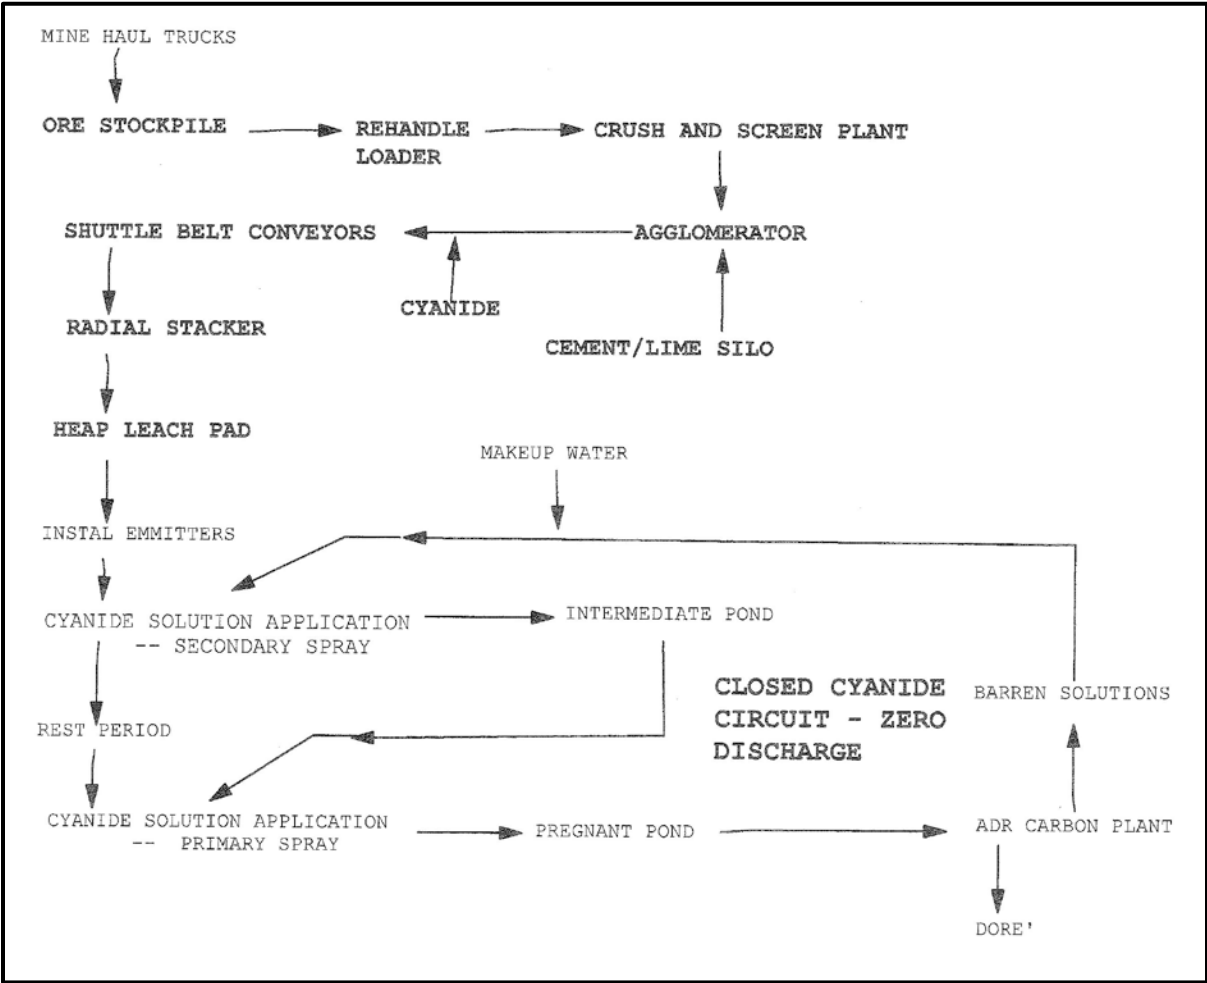 MINE HAUL TRUCKS
ORE STOCKPILE
REHANDLE
LOADER
CRUSH AND SCREEN PLANT
SHUTTLE BELT CONVEYORS
AGGLOMERATOR
CYANIDE
RADIAL STACKER
CEMENT/LIME SILO
HEAP LEACH PAD
MAKEUP WATER
INSTAL EMMITTERS
CYANIDE SOLUTION APPLICATION
-- SECONDARY SPRAY
INTERMEDIATE POND
CLOSED CYANIDE
CIRCUIT - ZERO
DISCHARGE
BARREN SOLUTIONS
REST PERIOD
CYANIDE SOLUTION APPLICATION
-- PRIMARY SPRAY
PREGNANT POND
ADR CARBON PLANT
DORE'